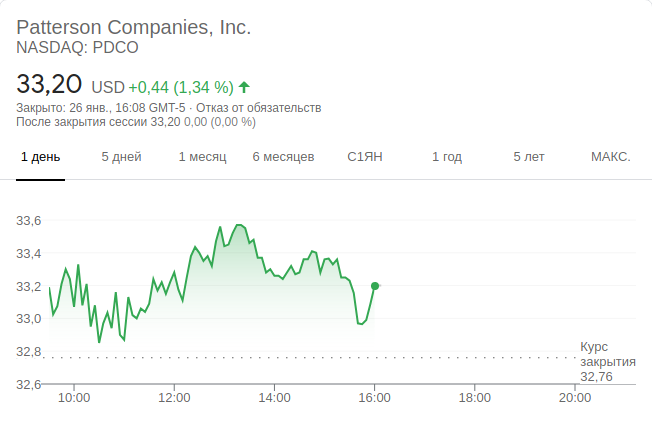 Patterson Companies, Inc.
NASDAQ: PDCO
33,20 USD +0,44 (1,34 %)
Закрыто: 26 янв., 16:08 GMT-5 · Отказ от обязательств
После закрытия сессии 33,20 0,00 (0,00 %)
1 день 5 дней 1 месяц 6 месяцев С1ЯН 1 год 5 лет МАКС.
33,6
33,4
33,2
33,0
32,8
32,6
Курс
закрытия
32,76
10:00 12:00 14:00 16:00 18:00 20:00